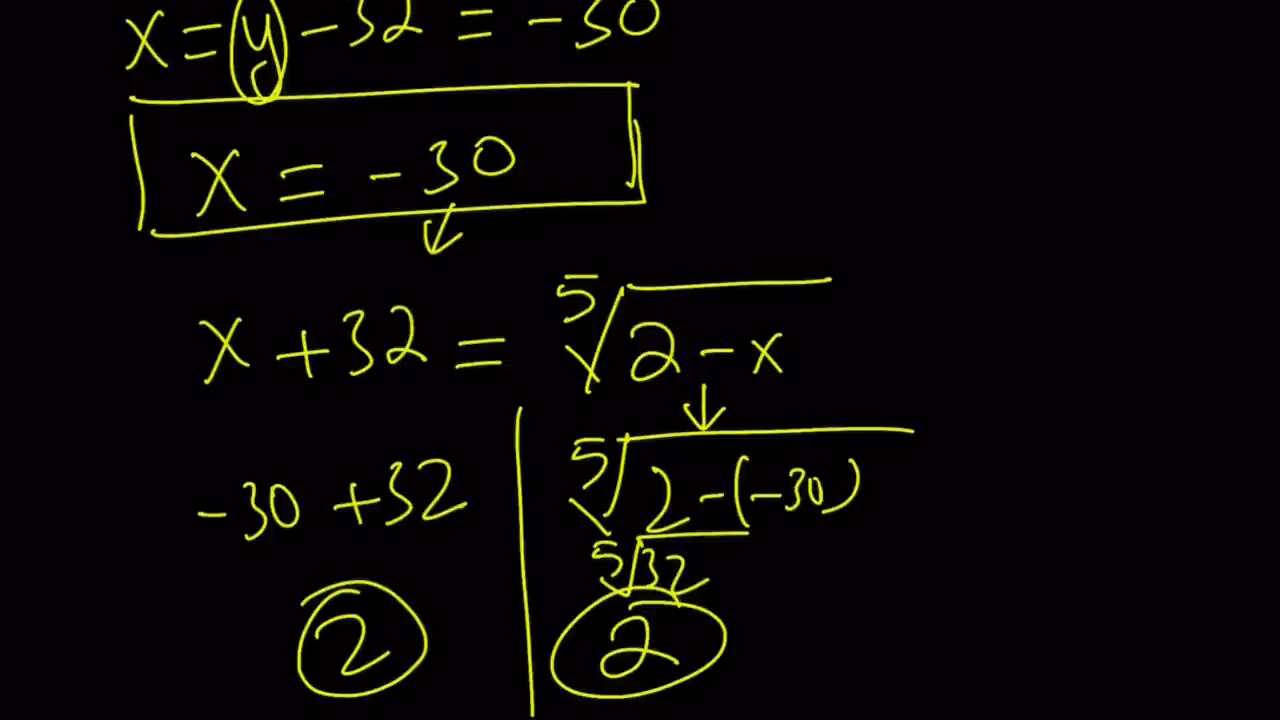 x = y - 32 = -30
x = -30
x + 32 = ⁵√(2 - x)
-30 + 32 | ⁵√(2 - (-30))
⁵√32
2 | 2